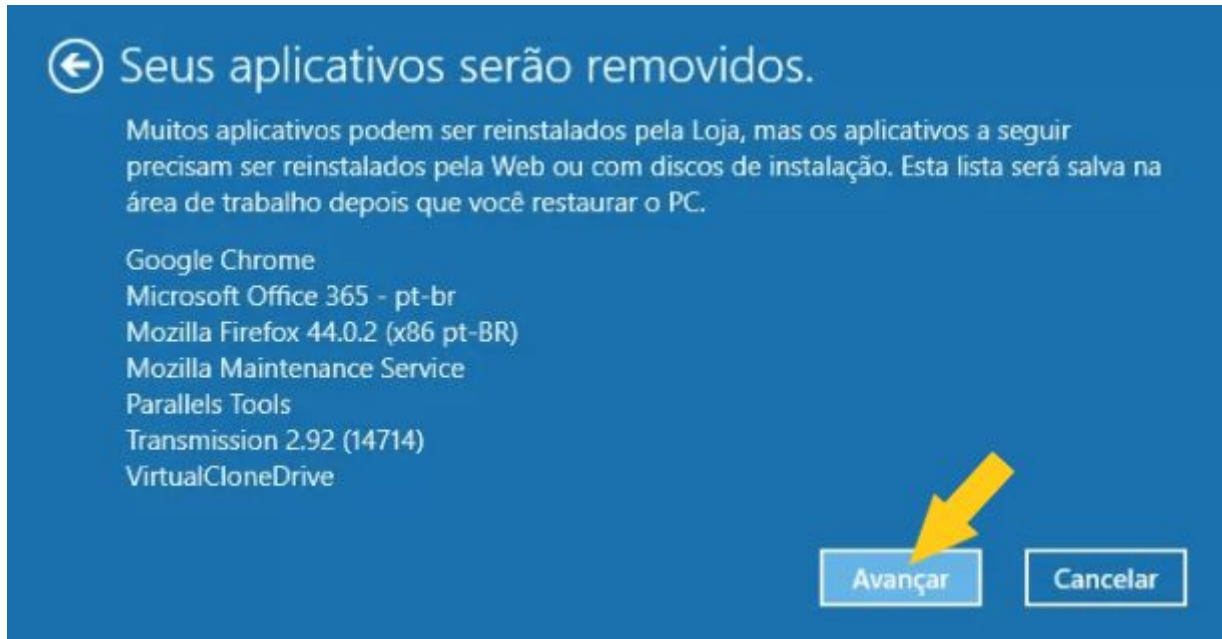 Seus aplicativos serão removidos.
Muitos aplicativos podem ser reinstalados pela Loja, mas os aplicativos a seguir
precisam ser reinstalados pela Web ou com discos de instalação. Esta lista será salva na
área de trabalho depois que você restaurar o PC.
Google Chrome
Microsoft Office 365 - pt-br
Mozilla Firefox 44.0.2 (x86 pt-BR)
Mozilla Maintenance Service
Parallels Tools
Transmission 2.92 (14714)
VirtualCloneDrive
Avançar Cancelar